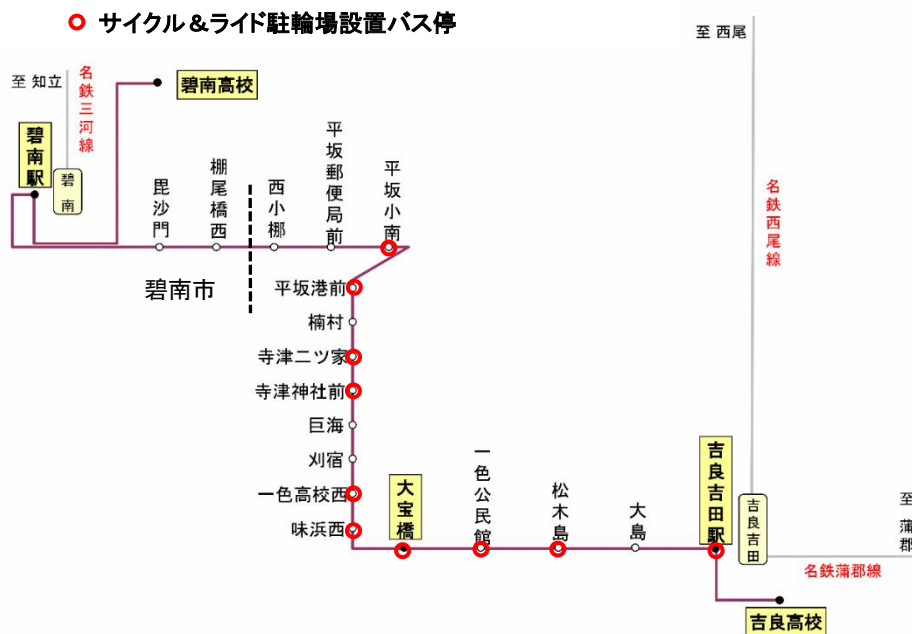 サイクル＆ライド駐輪場設置バス停
至 西尾
至 知立
名鉄三河線
碧南高校
碧南駅
碧南
毘沙門
棚尾橋西
西小梛
平坂郵便局前
平坂小南
名鉄西尾線
碧南市
平坂港前
楠村
寺津二ツ家
寺津神社前
巨海
刈宿
一色高校西
味浜西
大宝橋
一色公民館
松木島
大島
吉良吉田駅
吉良吉田
至 蒲郡
名鉄蒲郡線
吉良高校